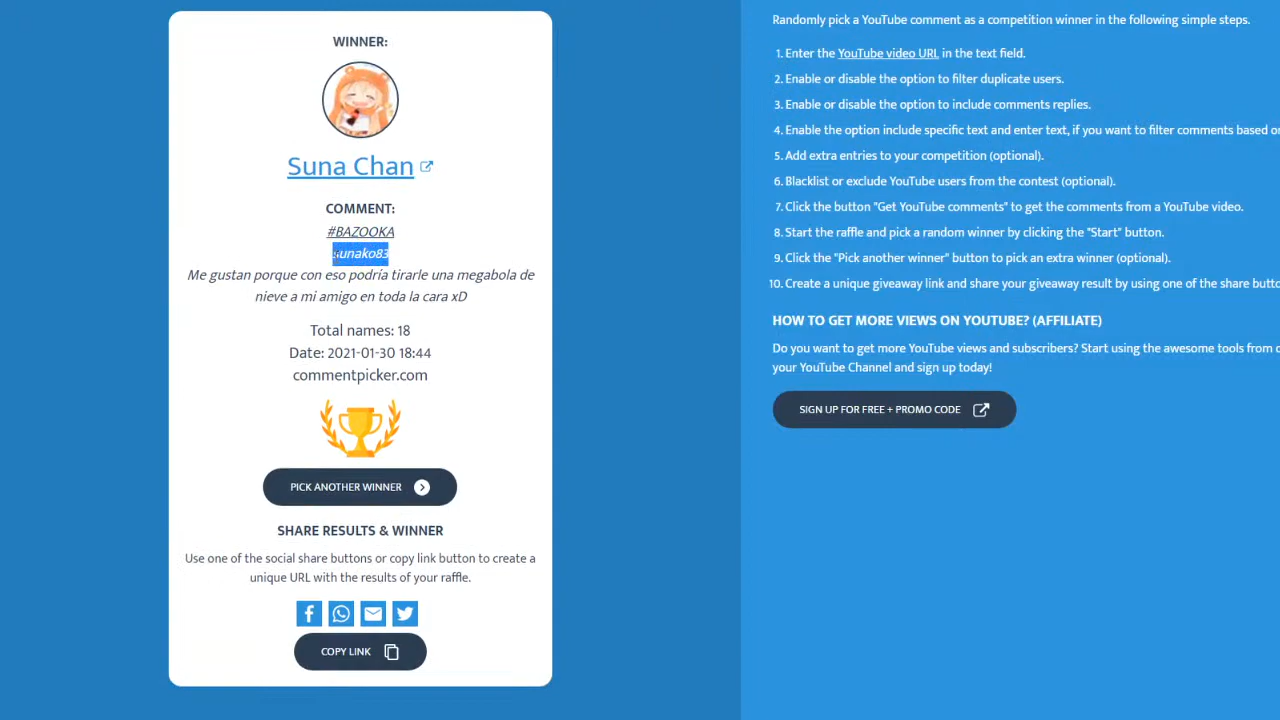 WINNER:
Suna Chan
COMMENT:
#BAZOOKA
sunako83
Me gustan porque con eso podría tirarle una megabola de
nieve a mi amigo en toda la cara xD
Total names: 18
Date: 2021-01-30 18:44
commentpicker.com
PICK ANOTHER WINNER
SHARE RESULTS & WINNER
Use one of the social share buttons or copy link button to create a
unique URL with the results of your raffle.
COPY LINK
Randomly pick a YouTube comment as a competition winner in the following simple steps.
1. Enter the YouTube video URL in the text field.
2. Enable or disable the option to filter duplicate users.
3. Enable or disable the option to include comments replies.
4. Enable the option include specific text and enter text, if you want to filter comments based
5. Add extra entries to your competition (optional).
6. Blacklist or exclude YouTube users from the contest (optional).
7. Click the button "Get YouTube comments" to get the comments from a YouTube video.
8. Start the raffle and pick a random winner by clicking the "Start" button.
9. Click the "Pick another winner" button to pick an extra winner (optional).
10. Create a unique giveaway link and share your giveaway result by using one of the share
HOW TO GET MORE VIEWS ON YOUTUBE? (AFFILIATE)
Do you want to get more YouTube views and subscribers? Start using the awesome tools from
your YouTube Channel and sign up today!
SIGN UP FOR FREE + PROMO CODE